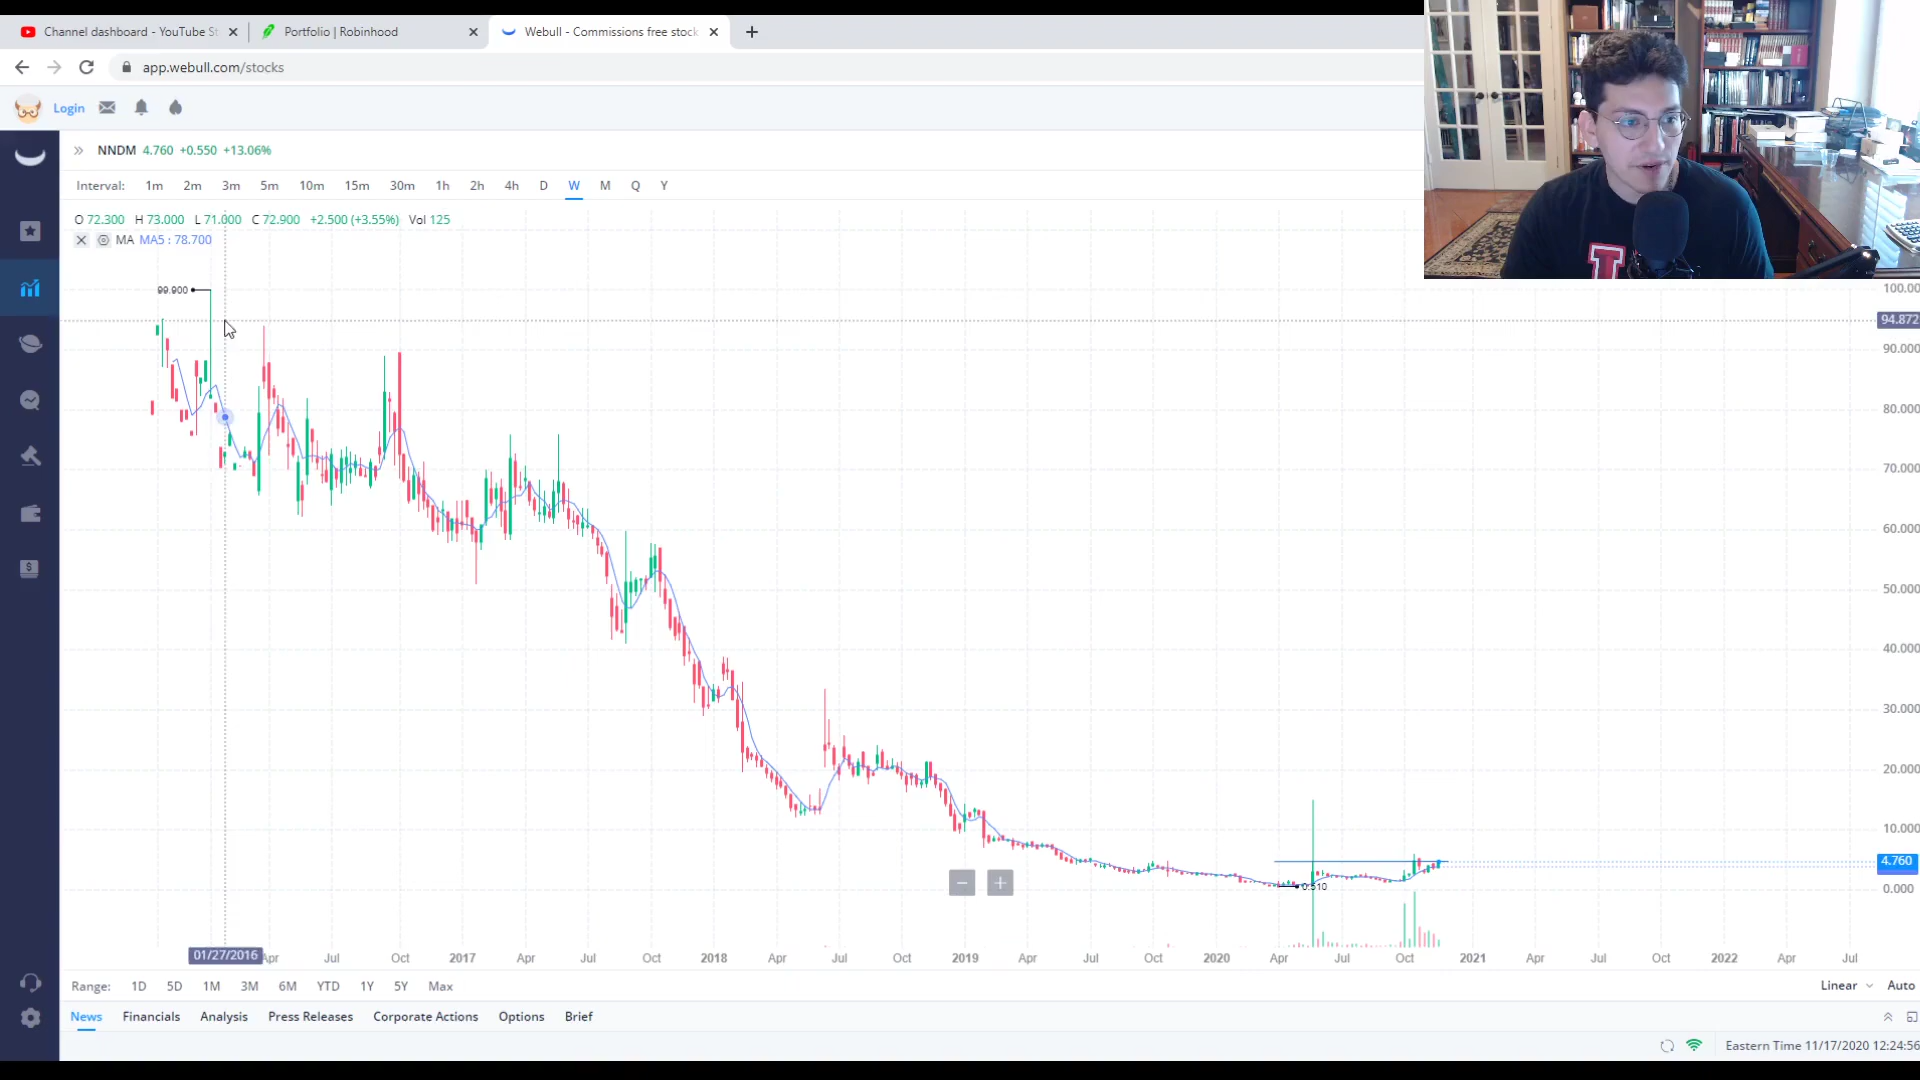 Channel dashboard - YouTube St
Portfolio | Robinhood
Webull - Commissions free stock
app.webull.com/stocks
Login
NNDM 4.760 +0.550 +13.06%
Interval: 1m 2m 3m 5m 10m 15m 30m 1h 2h 4h D W M Q Y
O 72.300 H 73.000 L 71.000 C 72.900 +2.500 (+3.55%) Vol 125
MA MA5 : 78.700
99.900
100.00
94.872
90.000
80.000
70.000
60.000
50.000
40.000
30.000
20.000
10.000
4.760
0.510
0.000
01/27/2016 Apr Jul Oct 2017 Apr Jul Oct 2018 Apr Jul Oct 2019 Apr Jul Oct 2020 Apr Jul Oct 2021 Apr Jul Oct 2022 Apr Jul
Range: 1D 5D 1M 3M 6M YTD 1Y 5Y Max
Linear Auto
News Financials Analysis Press Releases Corporate Actions Options Brief
Eastern Time 11/17/2020 12:24:56